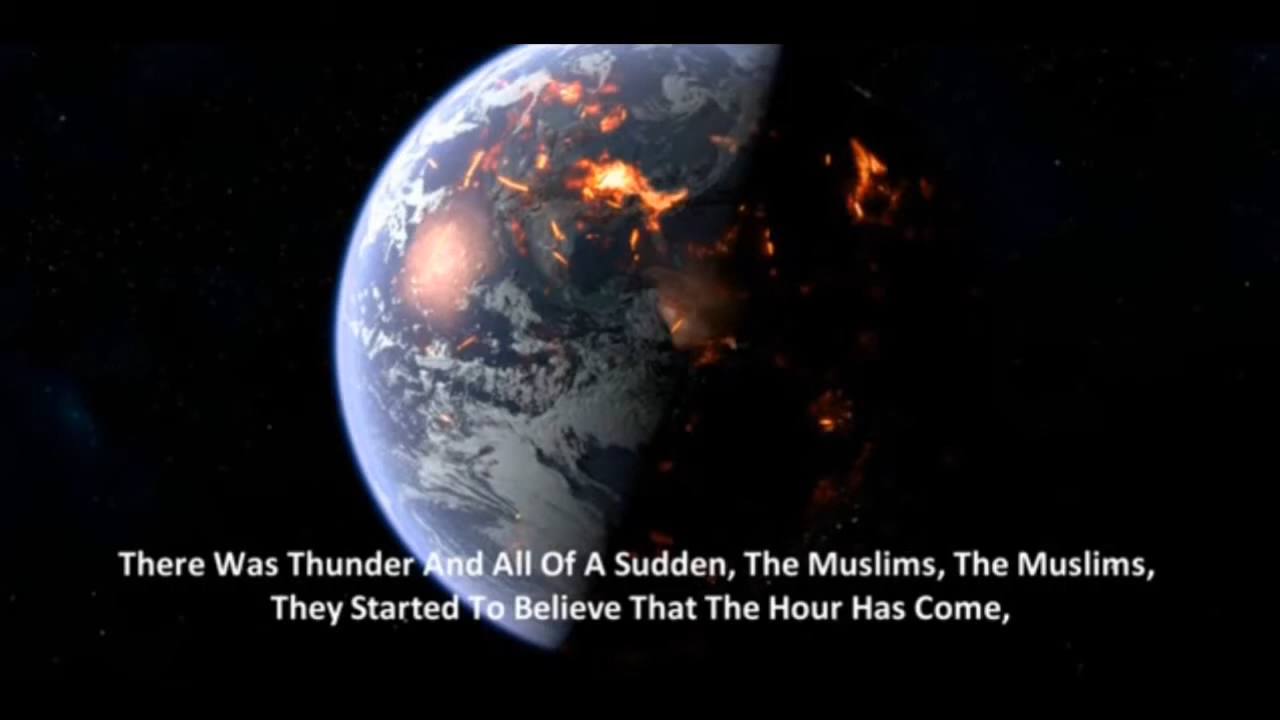 There Was Thunder And All Of A Sudden, The Muslims, The Muslims,
They Started To Believe That The Hour Has Come,